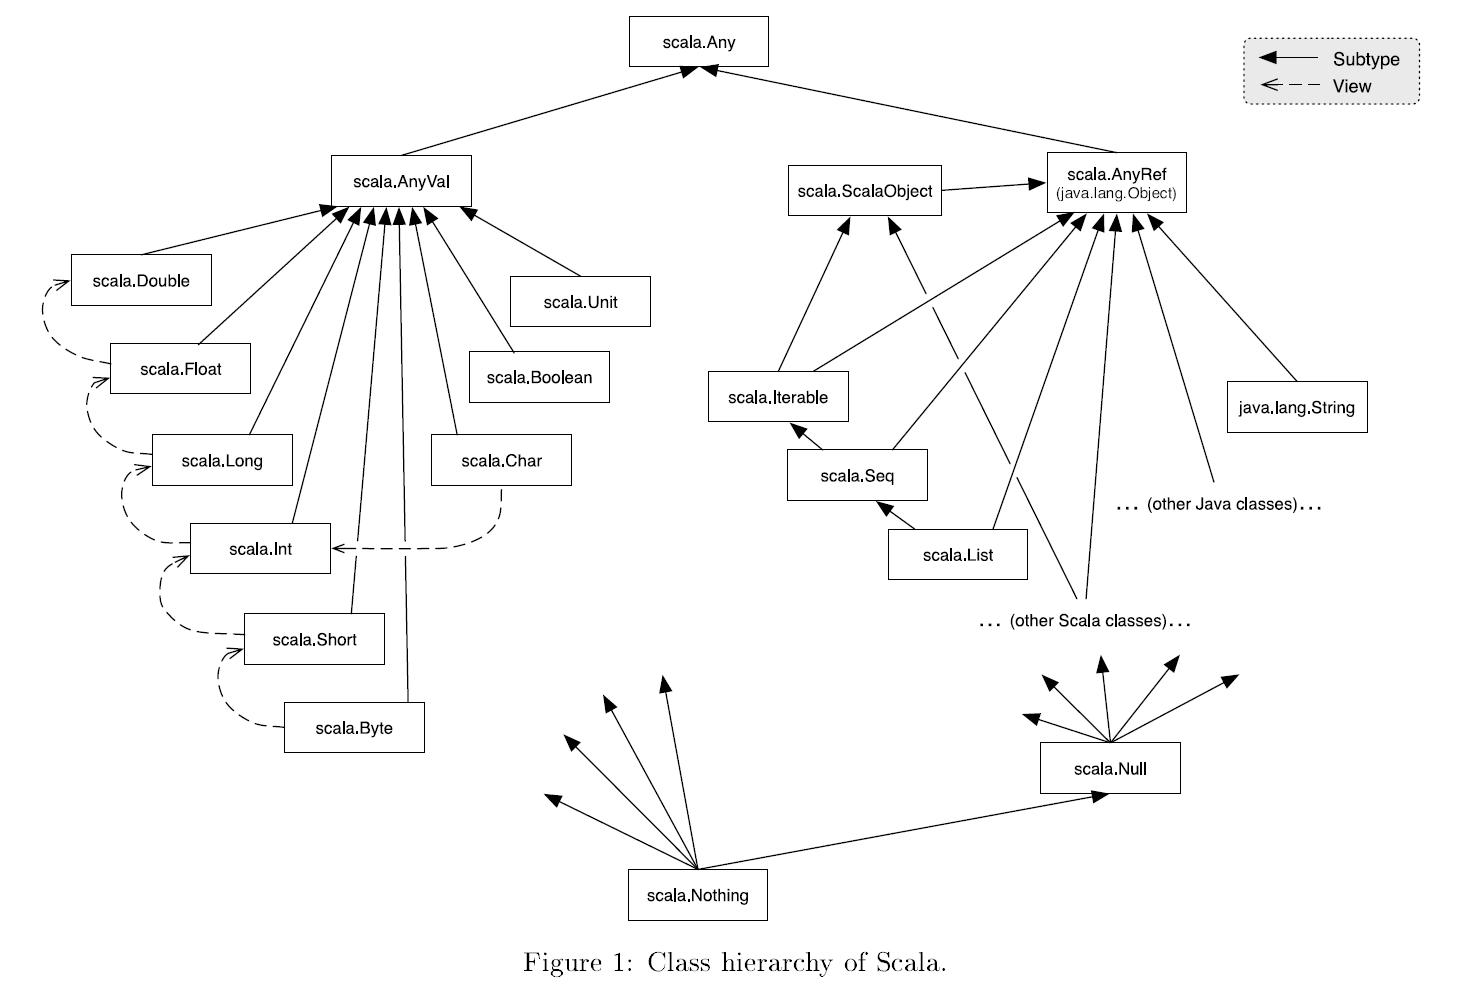 scala.Any
Subtype
View
scala.AnyVal
scala.ScalaObject
scala.AnyRef
(java.lang.Object)
scala.Double
scala.Unit
scala.Float
scala.Boolean
scala.Iterable
java.lang.String
scala.Long
scala.Char
scala.Seq
... (other Java classes)...
scala.Int
scala.List
... (other Scala classes)...
scala.Short
scala.Byte
scala.Null
scala.Nothing
Figure 1: Class hierarchy of Scala.